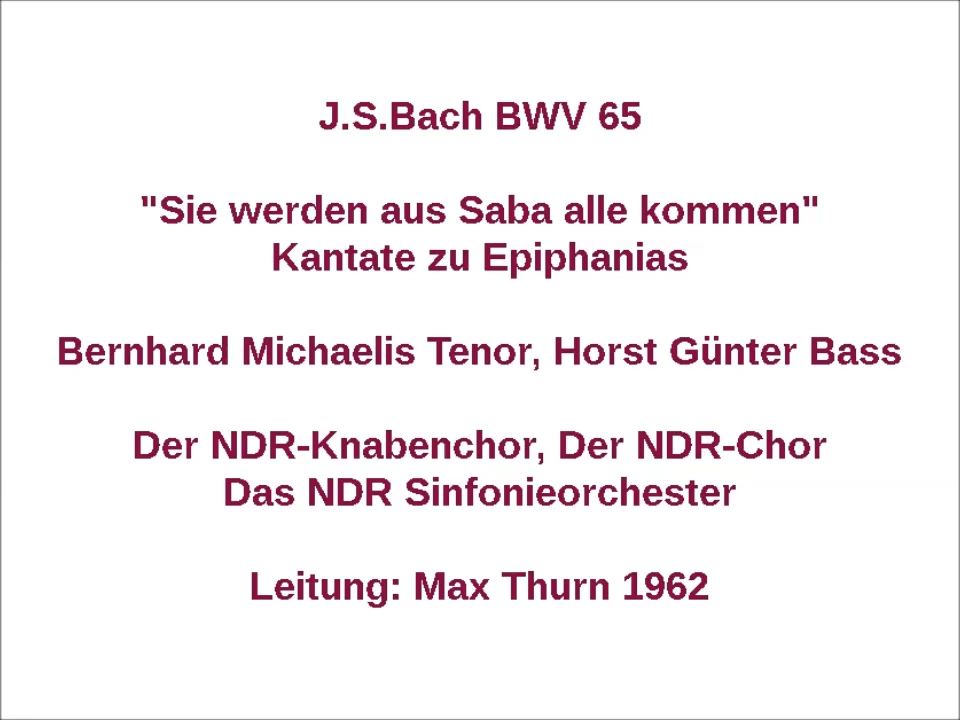 J.S.Bach BWV 65
"Sie werden aus Saba alle kommen"
Kantate zu Epiphanias
Bernhard Michaelis Tenor, Horst Günter Bass
Der NDR-Knabenchor, Der NDR-Chor
Das NDR Sinfonieorchester
Leitung: Max Thurn 1962